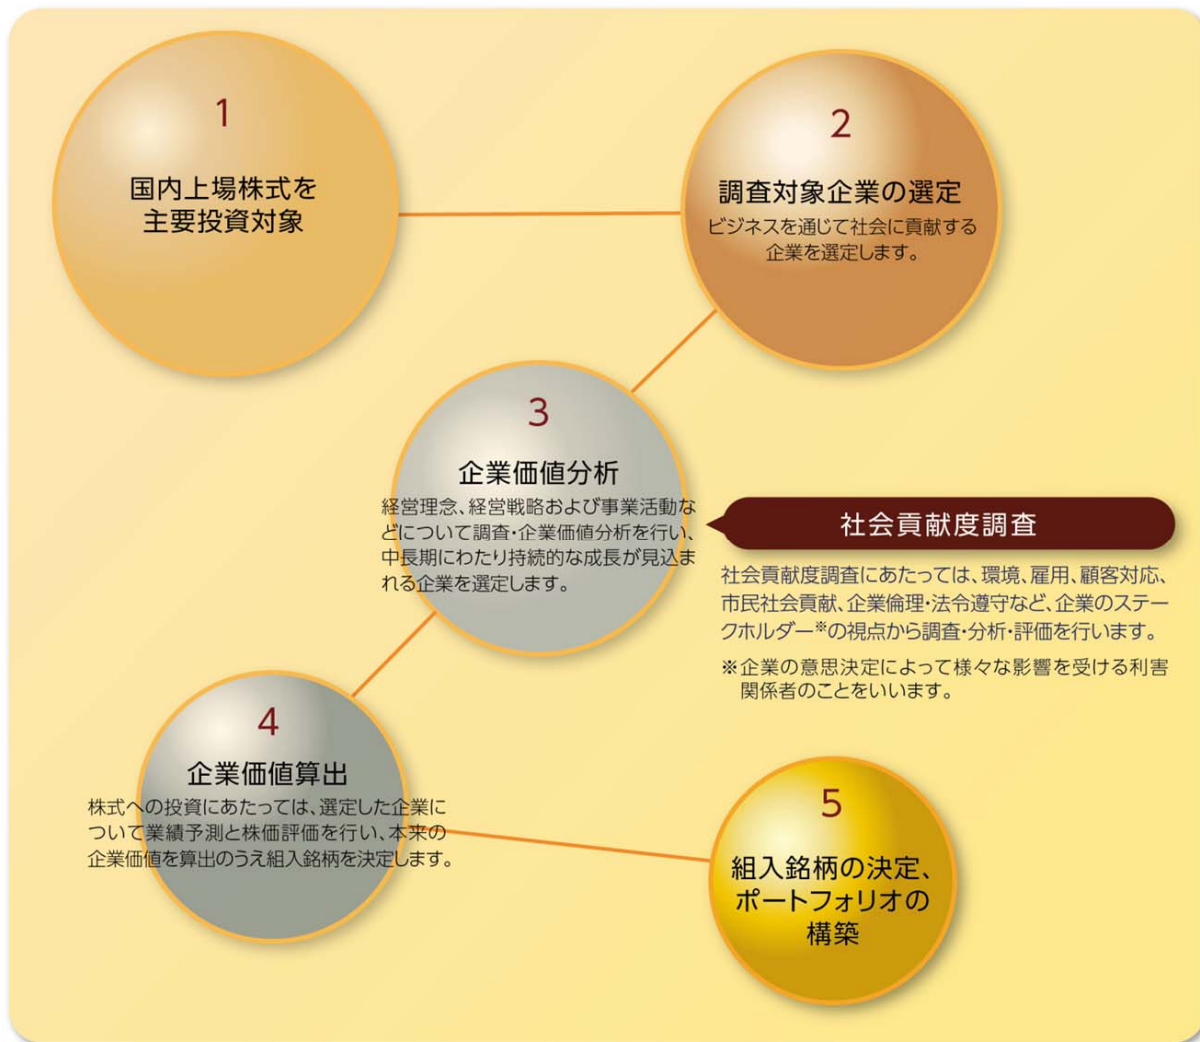 1
国内上場株式を
主要投資対象
2
調査対象企業の選定
ビジネスを通じて社会に貢献する
企業を選定します。
3
企業価値分析
経営理念、経営戦略および事業活動な
どについて調査・企業価値分析を行い、
中長期にわたり持続的な成長が見込ま
れる企業を選定します。
社会貢献度調査
社会貢献度調査にあたっては、環境、雇用、顧客対応、
市民社会貢献、企業倫理・法令遵守など、企業のステー
クホルダー※の視点から調査・分析・評価を行います。
※企業の意思決定によって様々な影響を受ける利害
関係者のことをいいます。
4
企業価値算出
株式への投資にあたっては、選定した企業に
ついて業績予測と株価評価を行い、本来の
企業価値を算出のうえ組入銘柄を決定します。
5
組入銘柄の決定、
ポートフォリオの
構築